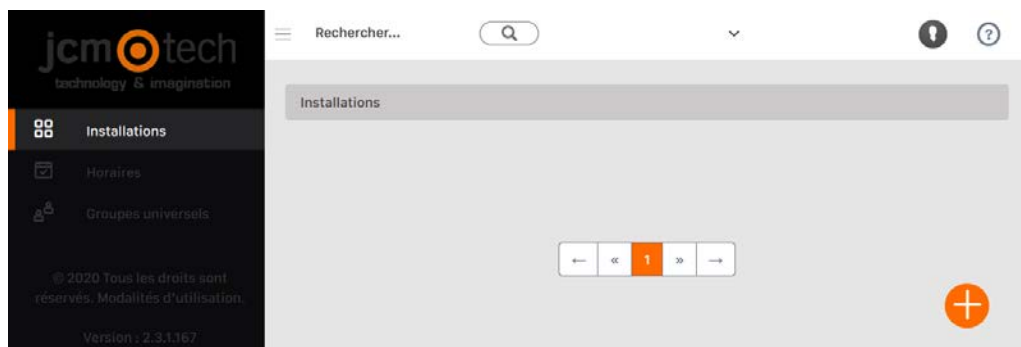 jcm tech
technology & imagination
Rechercher...
Installations
Installations
Horaires
Groupes universels
← « 1 » →
© 2020 Tous les droits sont
réservés. Modalités d'utilisation.
Version : 2.3.1.167